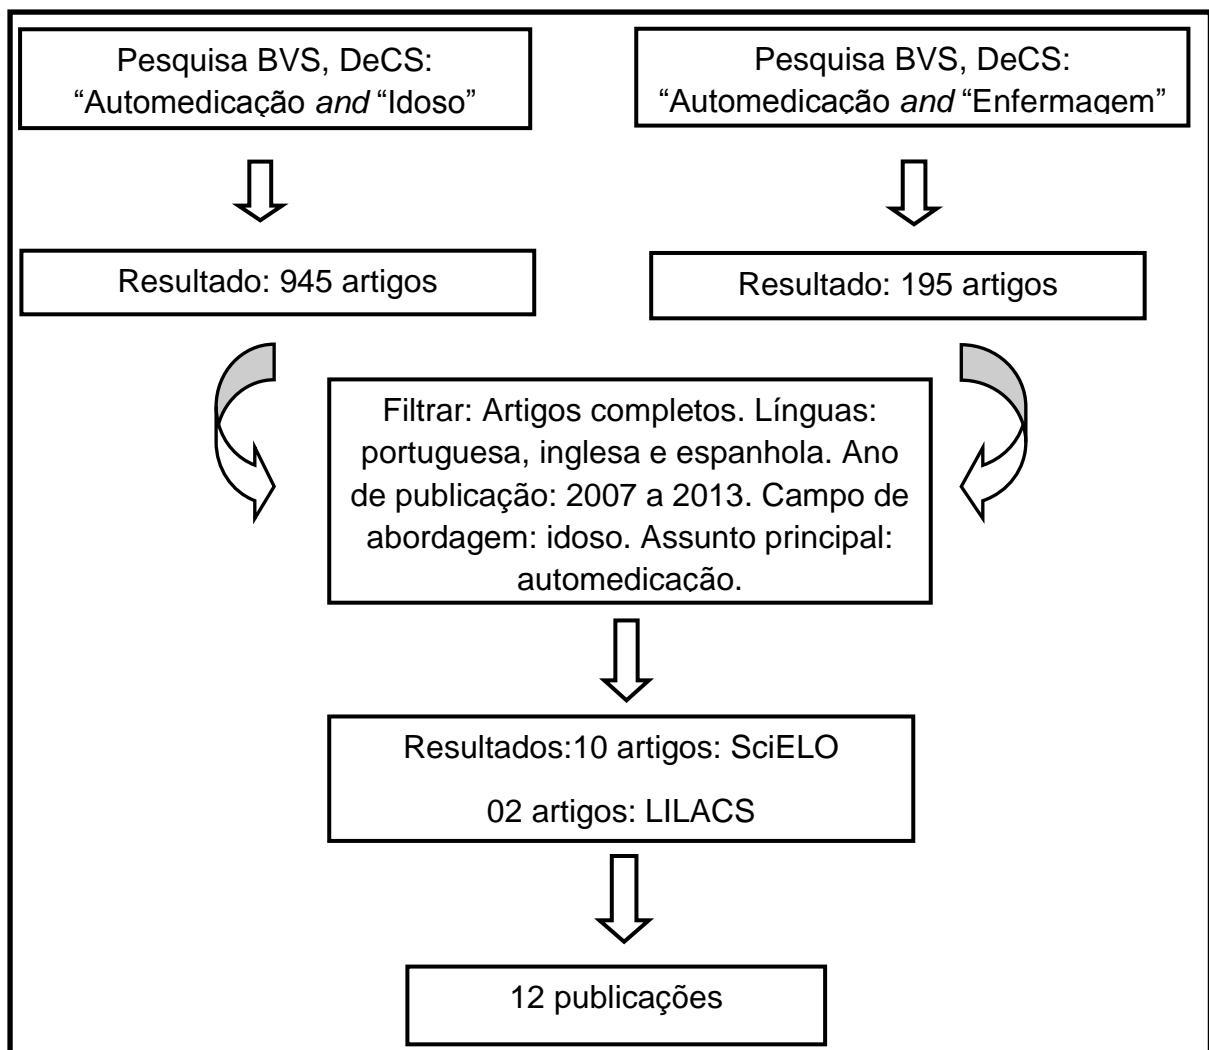 Pesquisa BVS, DeCS:
“Automedicação and “Idoso”
Pesquisa BVS, DeCS:
“Automedicação and “Enfermagem”
Resultado: 945 artigos
Resultado: 195 artigos
Filtrar: Artigos completos. Línguas:
portuguesa, inglesa e espanhola. Ano
de publicação: 2007 a 2013. Campo de
abordagem: idoso. Assunto principal:
automedicação.
Resultados:10 artigos: SciELO
02 artigos: LILACS
12 publicações